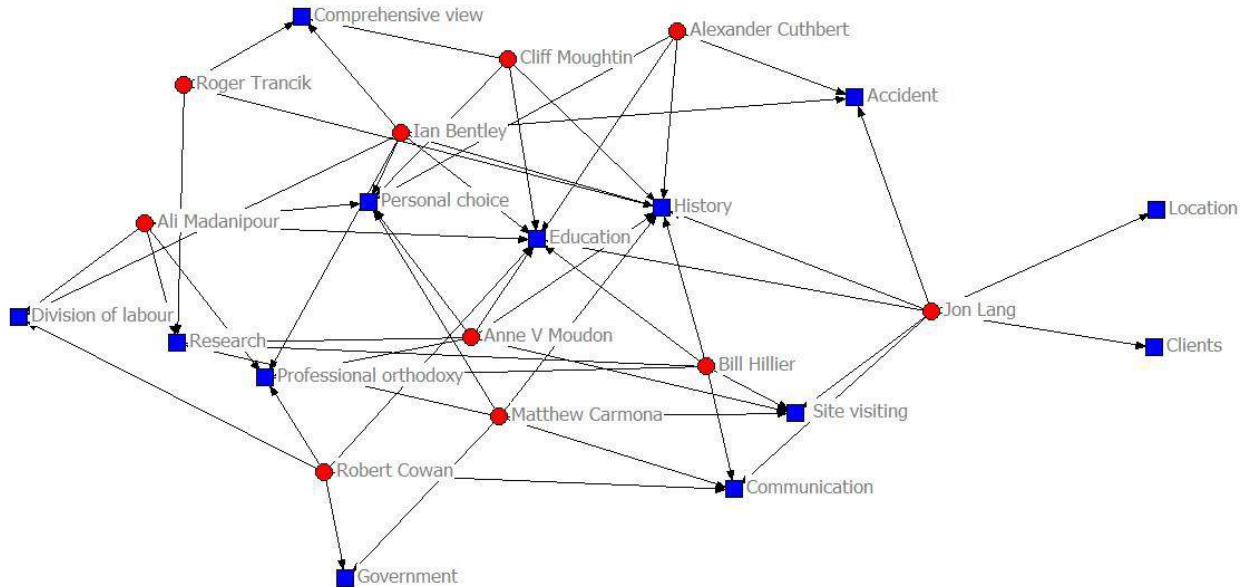 Comprehensive view
Alexander Cuthbert
Cliff Moughtin
Roger Trancik
Accident
Ian Bentley
Personal choice
History
Location
Ali Madanipour
Education
Division of labour
Jon Lang
Research
Anne V Moudon
Clients
Bill Hillier
Professional orthodoxy
Matthew Carmona
Site visiting
Robert Cowan
Communication
Government